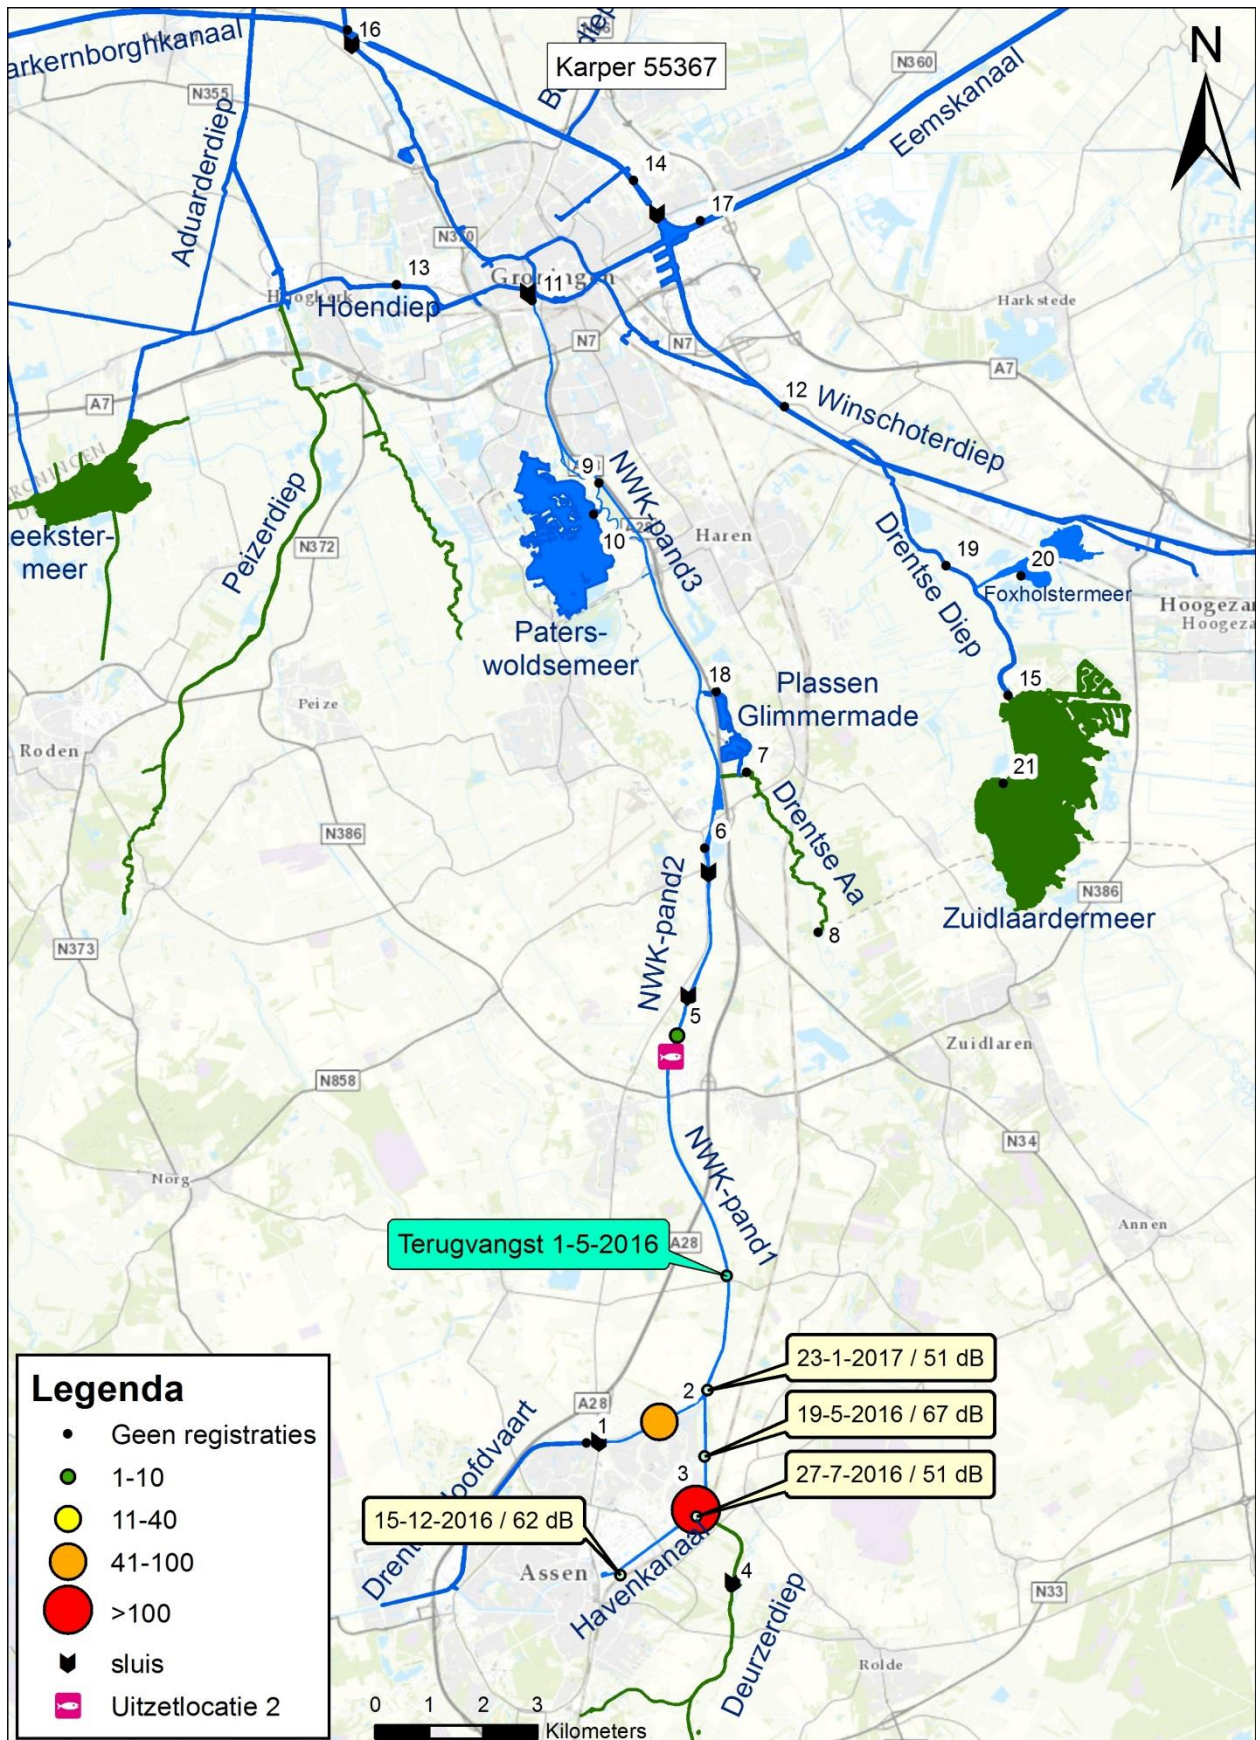 arkernborghkanaal
16
Karper 55367
N360
Eemskanaal
N
N355
Aduarderdiep
14
17
N370
13
Groningen
11
Hoogkerk
Hoendiep
Harkstede
N7
N7
A7
A7
12
Winschoterdiep
9
NWK-pand3
A28
10
Haren
eekster-
meer
Peizerdiep
N372
Drentse Diep
19
20
Foxholstermeer
Hoogezan
Hoogeza
Paters-
woldsemeer
18
Plassen
Glimmermade
15
Peize
Roden
7
21
Drentse Aa
N386
6
NWK-pand2
N386
Zuidlaardermeer
8
N373
5
Zuidlaren
N858
N34
NWK-pand1
Norg
Annen
Terugvangst 1-5-2016
A28
23-1-2017 / 51 dB
2
A28
1
19-5-2016 / 67 dB
3
27-7-2016 / 51 dB
15-12-2016 / 62 dB
Assen
Havenkanaal
4
Deurzerdiep
N33
Rolde
Legenda
Geen registraties
1-10
11-40
41-100
>100
sluis
Uitzetlocatie 2
0 1 2 3
Kilometers